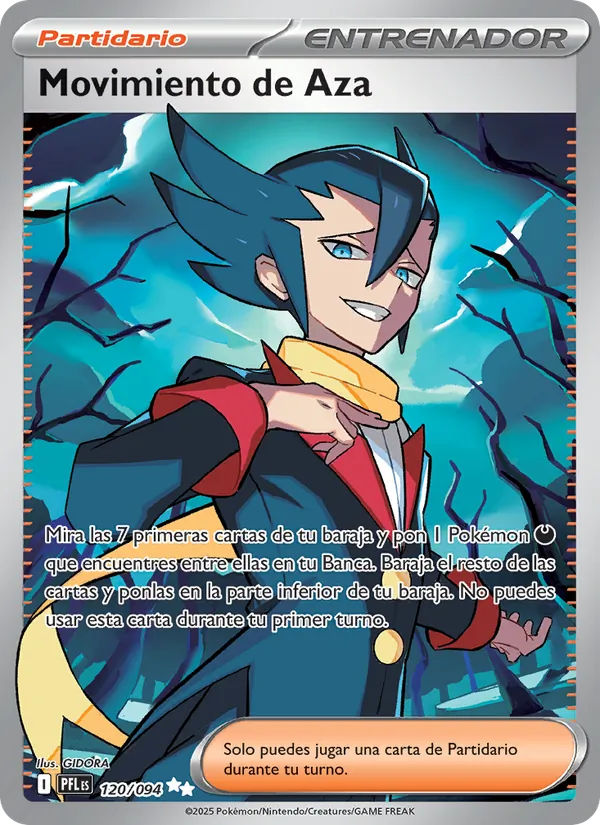 Partidario
ENTRENADOR
Movimiento de Aza
Mira las 7 primeras cartas de tu baraja y pon 1 Pokémon
que encuentres entre ellas en tu Banca. Baraja el resto de las
cartas y ponlas en la parte inferior de tu baraja. No puedes
usar esta carta durante tu primer turno.
Solo puedes jugar una carta de Partidario
durante tu turno.
Ilus. GIDORA
I PFL ES 120/094
©2025 Pokémon/Nintendo/Creatures/GAME FREAK